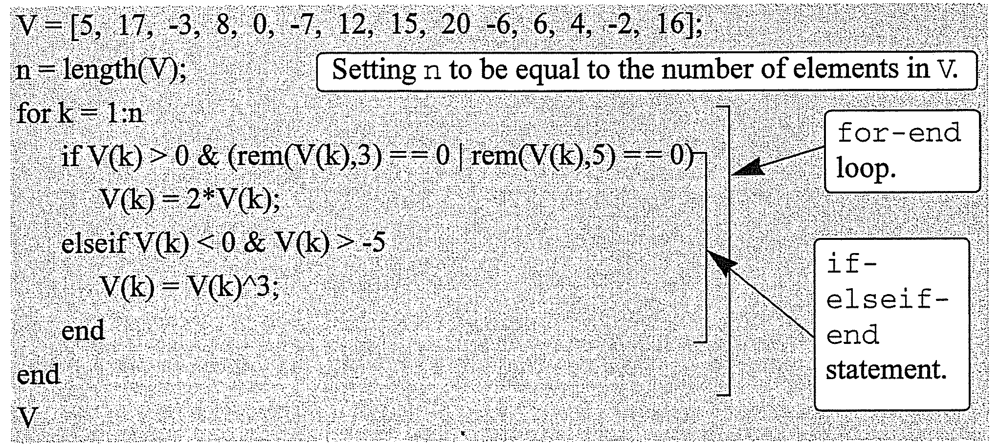 V = [5, 17, -3, 8, 0, -7, 12, 15, 20 -6, 6, 4, -2, 16];
n = length(V);
Setting n to be equal to the number of elements in V.
for k = 1:n
if V(k) > 0 & (rem(V(k),3) == 0 | rem(V(k),5) == 0)
V(k) = 2*V(k);
elseif V(k) < 0 & V(k) > -5
V(k) = V(k)^3;
end
end
V
for-end
loop.
if-
elseif-
end
statement.